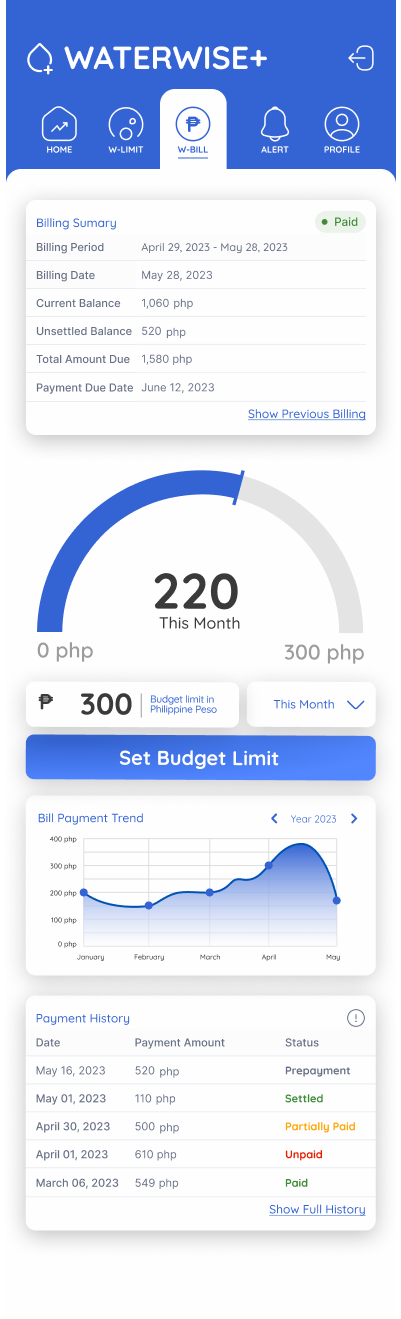 WATERWISE+
HOME W-LIMIT W-BILL ALERT PROFILE
Billing Sumary Paid
Billing Period April 29, 2023 - May 28, 2023
Billing Date May 28, 2023
Current Balance 1,060 php
Unsettled Balance 520 php
Total Amount Due 1,580 php
Payment Due Date June 12, 2023
Show Previous Billing
220
This Month
0 php 300 php
₱ 300 Budget limit in
Philippine Peso
This Month
Set Budget Limit
Bill Payment Trend Year 2023
400 php
300 php
200 php
100 php
0 php
January February March April May
Payment History
Date Payment Amount Status
May 16, 2023 520 php Prepayment
May 01, 2023 110 php Settled
April 30, 2023 500 php Partially Paid
April 01, 2023 610 php Unpaid
March 06, 2023 549 php Paid
Show Full History